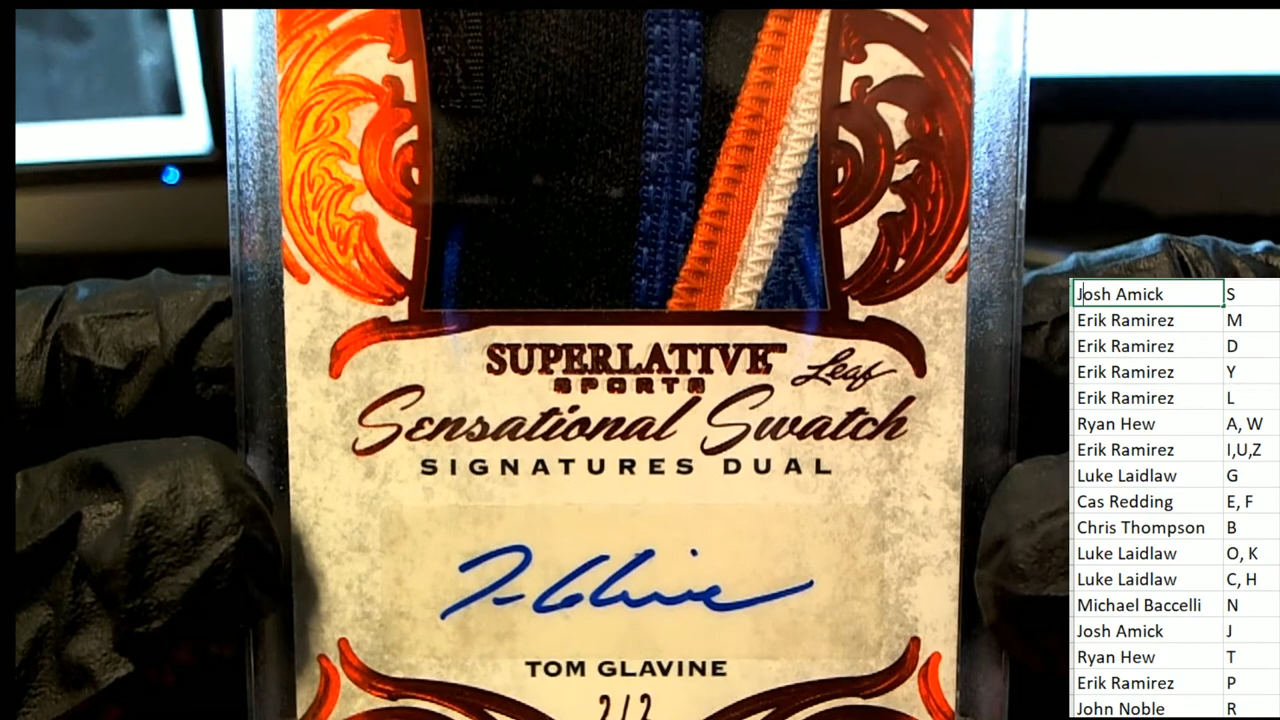 SUPERLATIVE
SPORTS
Leaf
Sensational Swatch
SIGNATURES DUAL
TOM GLAVINE
2/2
Josh Amick S
Erik Ramirez M
Erik Ramirez D
Erik Ramirez Y
Erik Ramirez L
Ryan Hew A, W
Erik Ramirez I,U,Z
Luke Laidlaw G
Cas Redding E, F
Chris Thompson B
Luke Laidlaw O, K
Luke Laidlaw C, H
Michael Baccelli N
Josh Amick J
Ryan Hew T
Erik Ramirez P
John Noble R